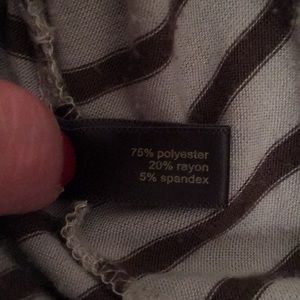 75% polyester
20% rayon
5% spandex